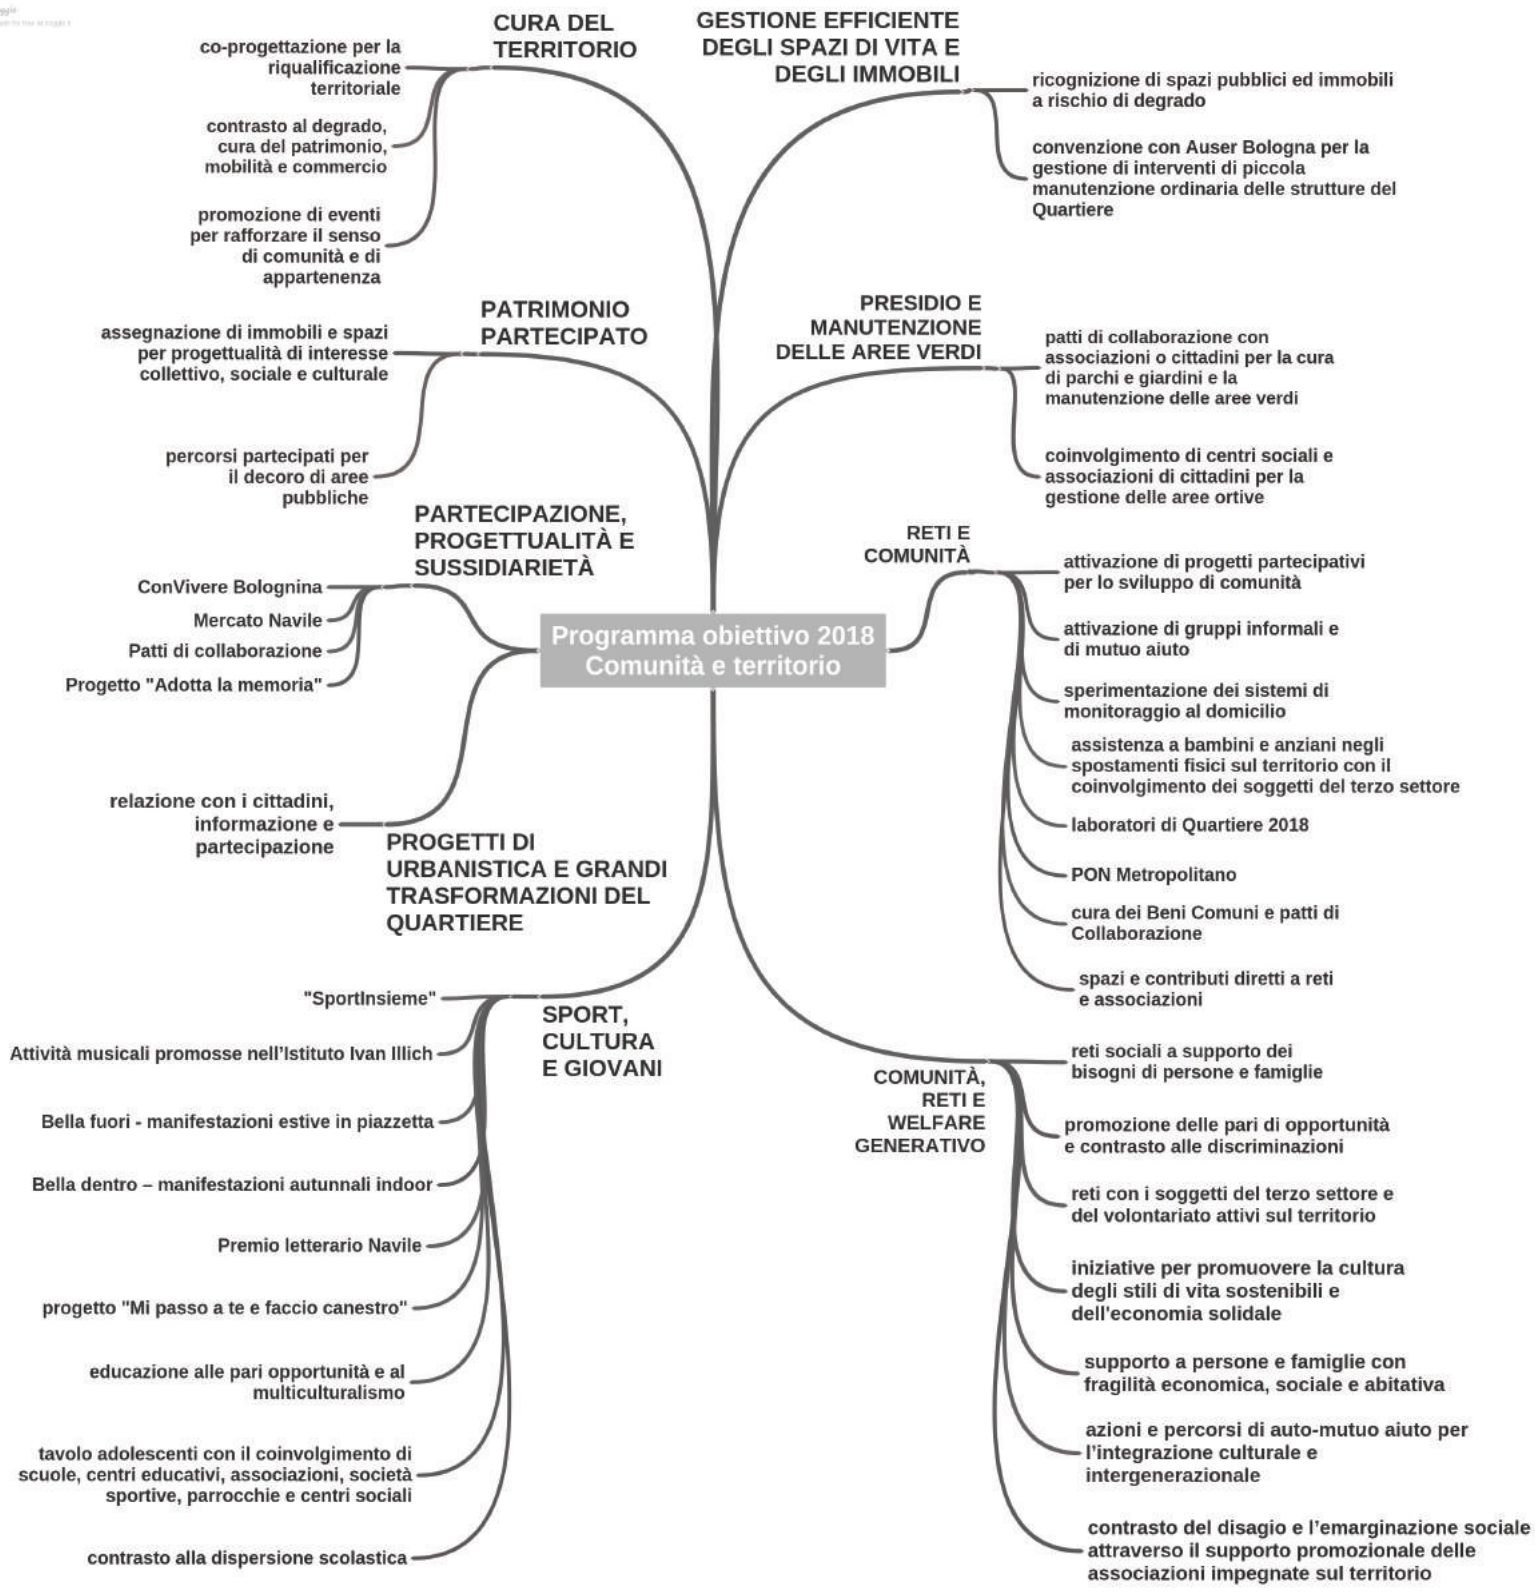 CURA DEL
TERRITORIO
co-progettazione per la
riqualificazione
territoriale
contrasto al degrado,
cura del patrimonio,
mobilità e commercio
promozione di eventi
per rafforzare il senso
di comunità e di
appartenenza
PATRIMONIO
PARTECIPATO
assegnazione di immobili e spazi
per progettualità di interesse
collettivo, sociale e culturale
percorsi partecipati per
il decoro di aree
pubbliche
PARTECIPAZIONE,
PROGETTUALITÀ E
SUSSIDIARIETÀ
ConVivere Bolognina
Mercato Navile
Patti di collaborazione
Progetto "Adotta la memoria"
relazione con i cittadini,
informazione e
partecipazione
PROGETTI DI
URBANISTICA E GRANDI
TRASFORMAZIONI DEL
QUARTIERE
"SportInsieme"
SPORT,
CULTURA
E GIOVANI
Attività musicali promosse nell'Istituto Ivan Illich
Bella fuori - manifestazioni estive in piazzetta
Bella dentro – manifestazioni autunnali indoor
Premio letterario Navile
progetto "Mi passo a te e faccio canestro"
educazione alle pari opportunità e al
multiculturalismo
tavolo adolescenti con il coinvolgimento di
scuole, centri educativi, associazioni, società
sportive, parrocchie e centri sociali
contrasto alla dispersione scolastica
Programma obiettivo 2018
Comunità e territorio
GESTIONE EFFICIENTE
DEGLI SPAZI DI VITA E
DEGLI IMMOBILI
ricognizione di spazi pubblici ed immobili
a rischio di degrado
convenzione con Auser Bologna per la
gestione di interventi di piccola
manutenzione ordinaria delle strutture del
Quartiere
PRESIDIO E
MANUTENZIONE
DELLE AREE VERDI
patti di collaborazione con
associazioni o cittadini per la cura
di parchi e giardini e la
manutenzione delle aree verdi
coinvolgimento di centri sociali e
associazioni di cittadini per la
gestione delle aree ortive
RETI E
COMUNITÀ
attivazione di progetti partecipativi
per lo sviluppo di comunità
attivazione di gruppi informali e
di mutuo aiuto
sperimentazione dei sistemi di
monitoraggio al domicilio
assistenza a bambini e anziani negli
spostamenti fisici sul territorio con il
coinvolgimento dei soggetti del terzo settore
laboratori di Quartiere 2018
PON Metropolitano
cura dei Beni Comuni e patti di
Collaborazione
spazi e contributi diretti a reti
e associazioni
COMUNITÀ,
RETI E
WELFARE
GENERATIVO
reti sociali a supporto dei
bisogni di persone e famiglie
promozione delle pari di opportunità
e contrasto alle discriminazioni
reti con i soggetti del terzo settore e
del volontariato attivi sul territorio
iniziative per promuovere la cultura
degli stili di vita sostenibili e
dell'economia solidale
supporto a persone e famiglie con
fragilità economica, sociale e abitativa
azioni e percorsi di auto-mutuo aiuto per
l'integrazione culturale e
intergenerazionale
contrasto del disagio e l'emarginazione sociale
attraverso il supporto promozionale delle
associazioni impegnate sul territorio